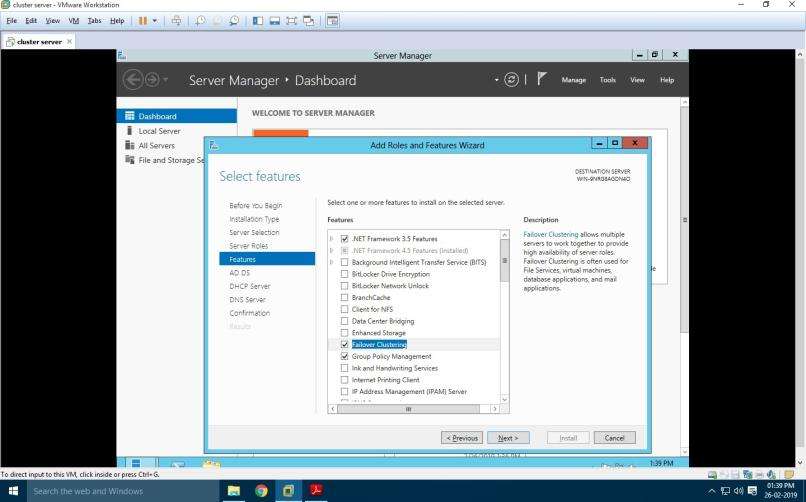 cluster server - VMware Workstation
File Edit View VM Tabs Help
cluster server
Server Manager
Server Manager • Dashboard
Manage Tools View Help
Dashboard
Local Server
All Servers
File and Storage Se
WELCOME TO SERVER MANAGER
Add Roles and Features Wizard
Select features
DESTINATION SERVER
WIN-9NRG8AGDN4O
Before You Begin
Installation Type
Server Selection
Server Roles
Features
AD DS
DHCP Server
DNS Server
Confirmation
Results
Select one or more features to install on the selected server.
Features
.NET Framework 3.5 Features
.NET Framework 4.5 Features (Installed)
Background Intelligent Transfer Service (BITS)
BitLocker Drive Encryption
BitLocker Network Unlock
BranchCache
Client for NFS
Data Center Bridging
Enhanced Storage
Failover Clustering
Group Policy Management
Ink and Handwriting Services
Internet Printing Client
IP Address Management (IPAM) Server
Description
Failover Clustering allows multiple
servers to work together to provide
high availability of server roles.
Failover Clustering is often used for
File Services, virtual machines,
database applications, and mail
applications.
< Previous
Next >
Install
Cancel
1:39 PM
To direct input to this VM, click inside or press Ctrl+G.
Search the web and Windows
01:39 PM
26-02-2019